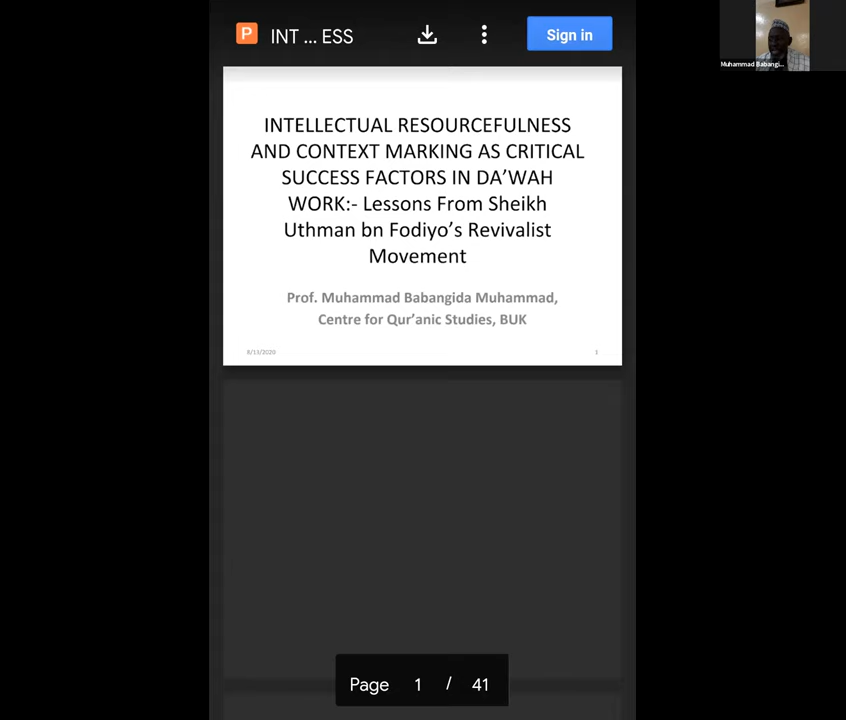 P INT ... ESS Sign in
Muhammad Babangi...
INTELLECTUAL RESOURCEFULNESS
AND CONTEXT MARKING AS CRITICAL
SUCCESS FACTORS IN DA’WAH
WORK:- Lessons From Sheikh
Uthman bn Fodiyo’s Revivalist
Movement
Prof. Muhammad Babangida Muhammad,
Centre for Qur’anic Studies, BUK
8/13/2020 1
Page 1 / 41